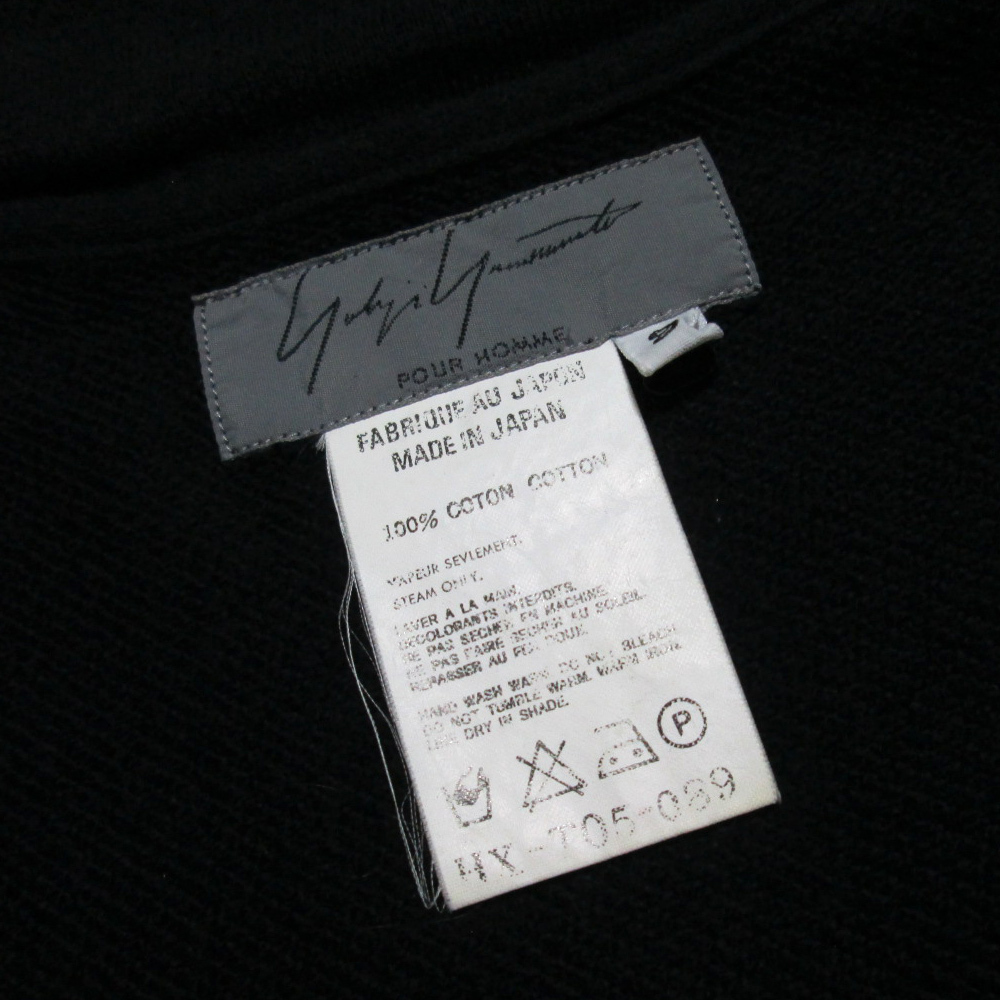 Yohji Yamamoto
POUR HOMME
FABRIQUE AU JAPON
MADE IN JAPAN
100% COTON COTTON
VAPEUR SEVLEMENT.
STEAM ONLY.
LAVER A LA MAIN.
DECOLORANTS INTERDITS.
NE PAS SECHER EN MACHINE.
NE PAS FAIRE SECHER AU SOLEIL.
REPASSER AU FER DOUX.
HAND WASH WARM DO NOT BLEACH
DO NOT TUMBLE WARM. WARM IRON.
LINE DRY IN SHADE.
P
HX-T05-089